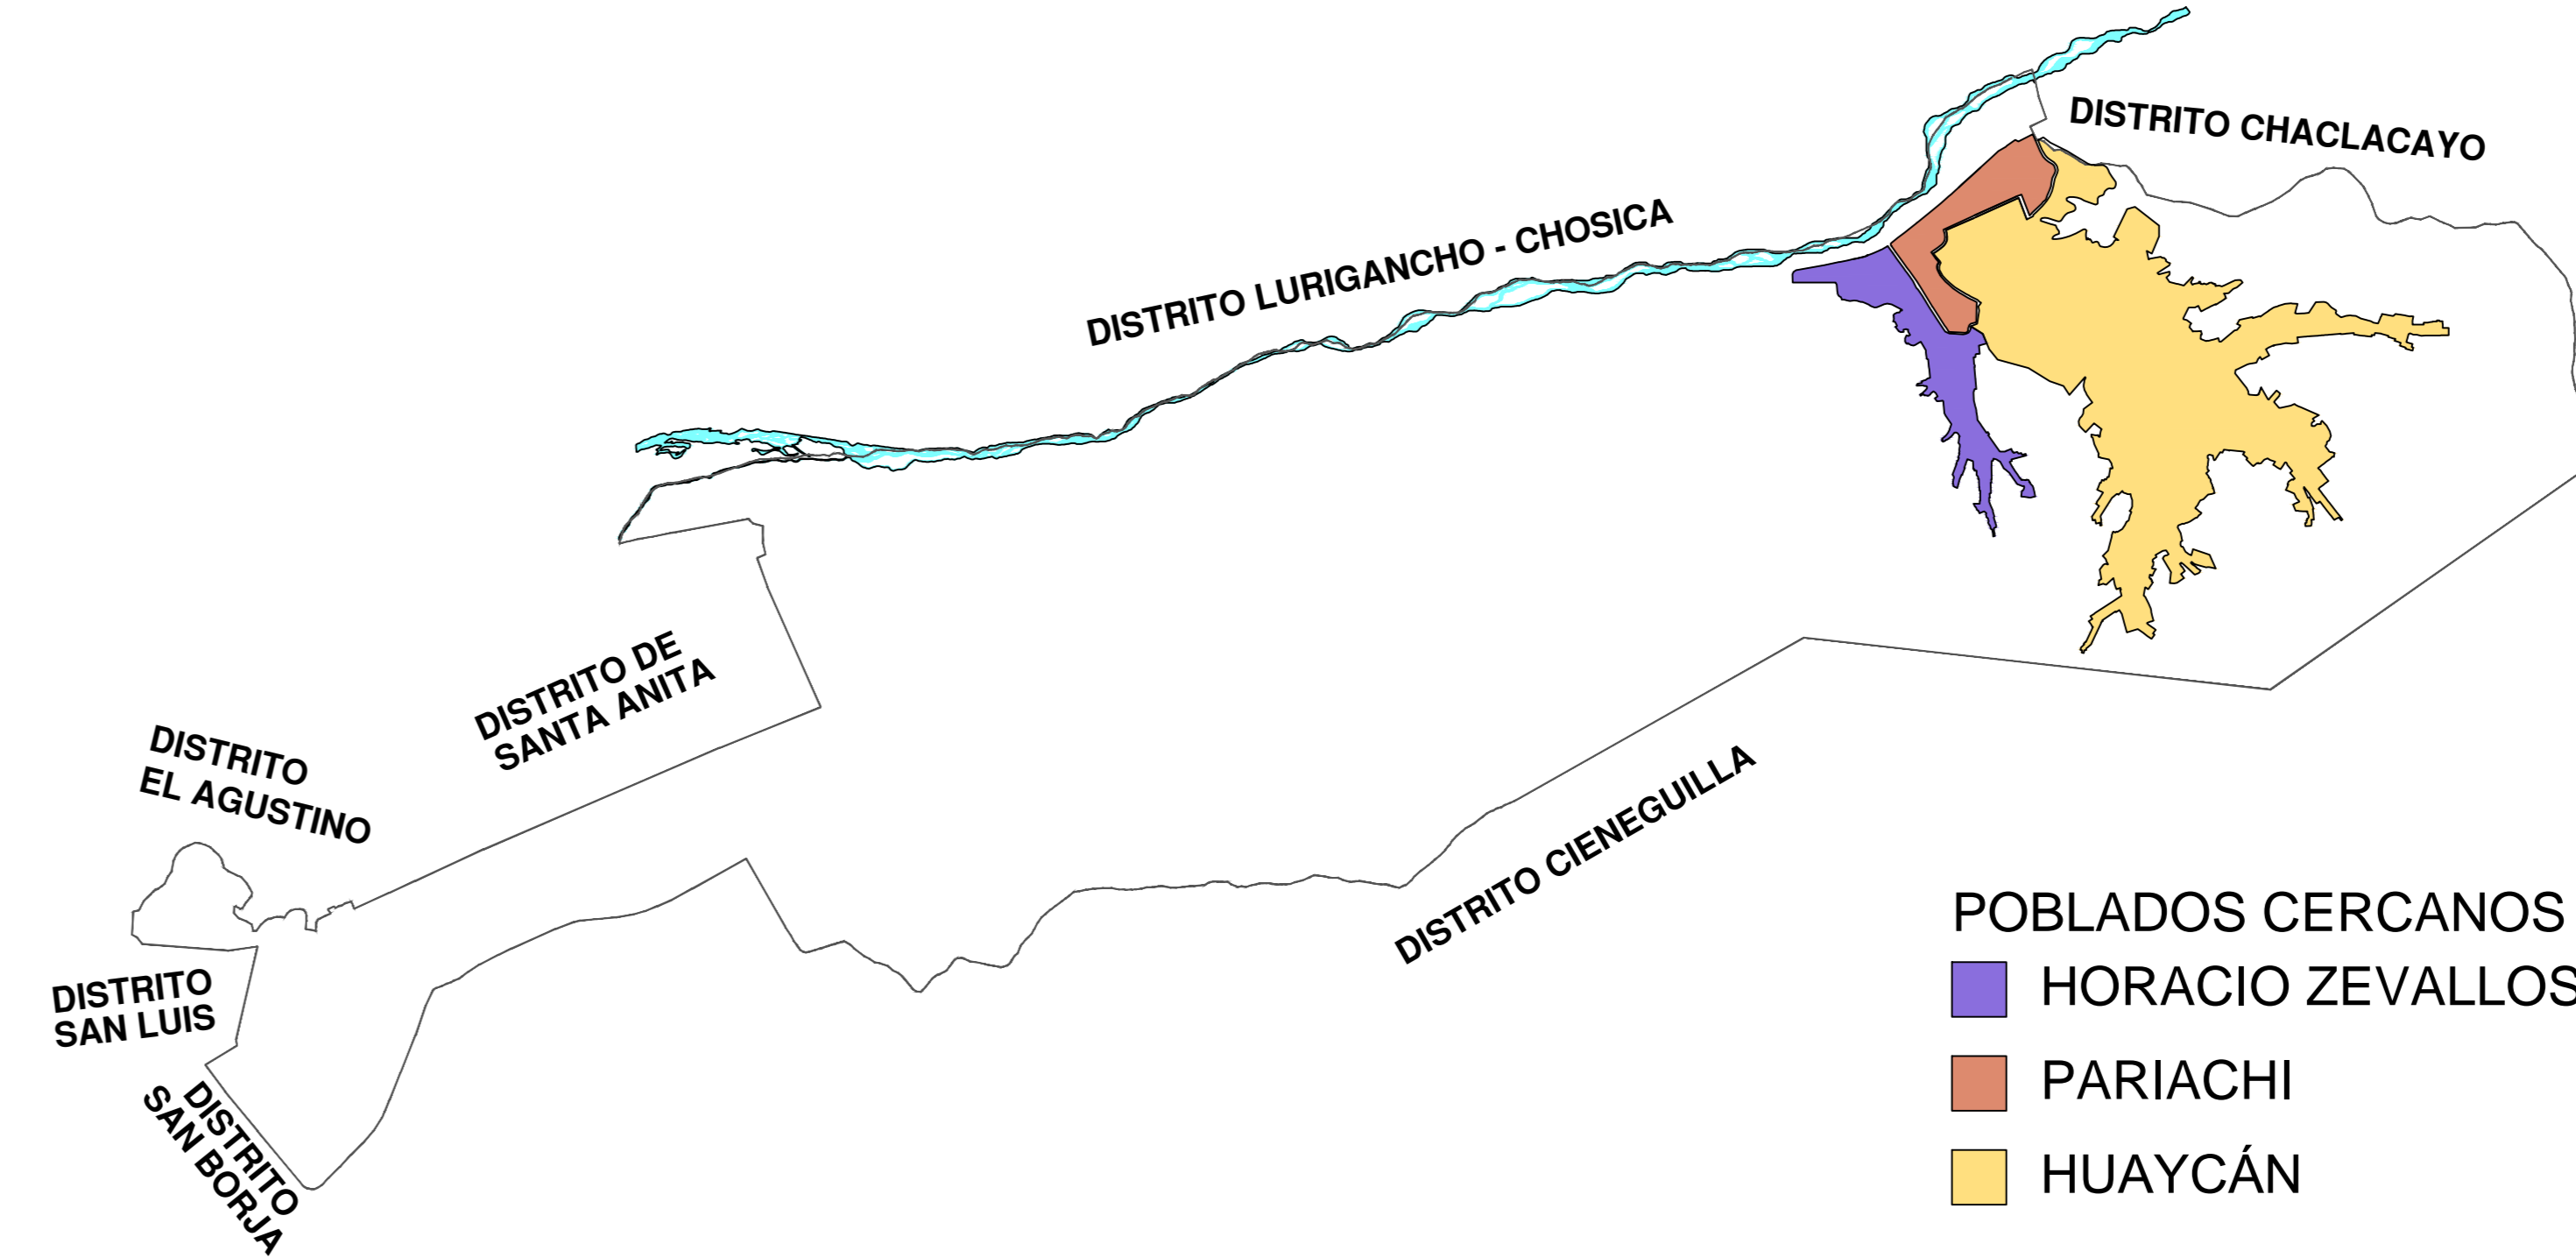 DISTRITO CHACLACAYO
DISTRITO LURIGANCHO - CHOSICA
DISTRITO DE
SANTA ANITA
DISTRITO
EL AGUSTINO
DISTRITO CIENEGUILLA
DISTRITO
SAN LUIS
DISTRITO
SAN BORJA
POBLADOS CERCANOS
HORACIO ZEVALLOS
PARIACHI
HUAYCÁN